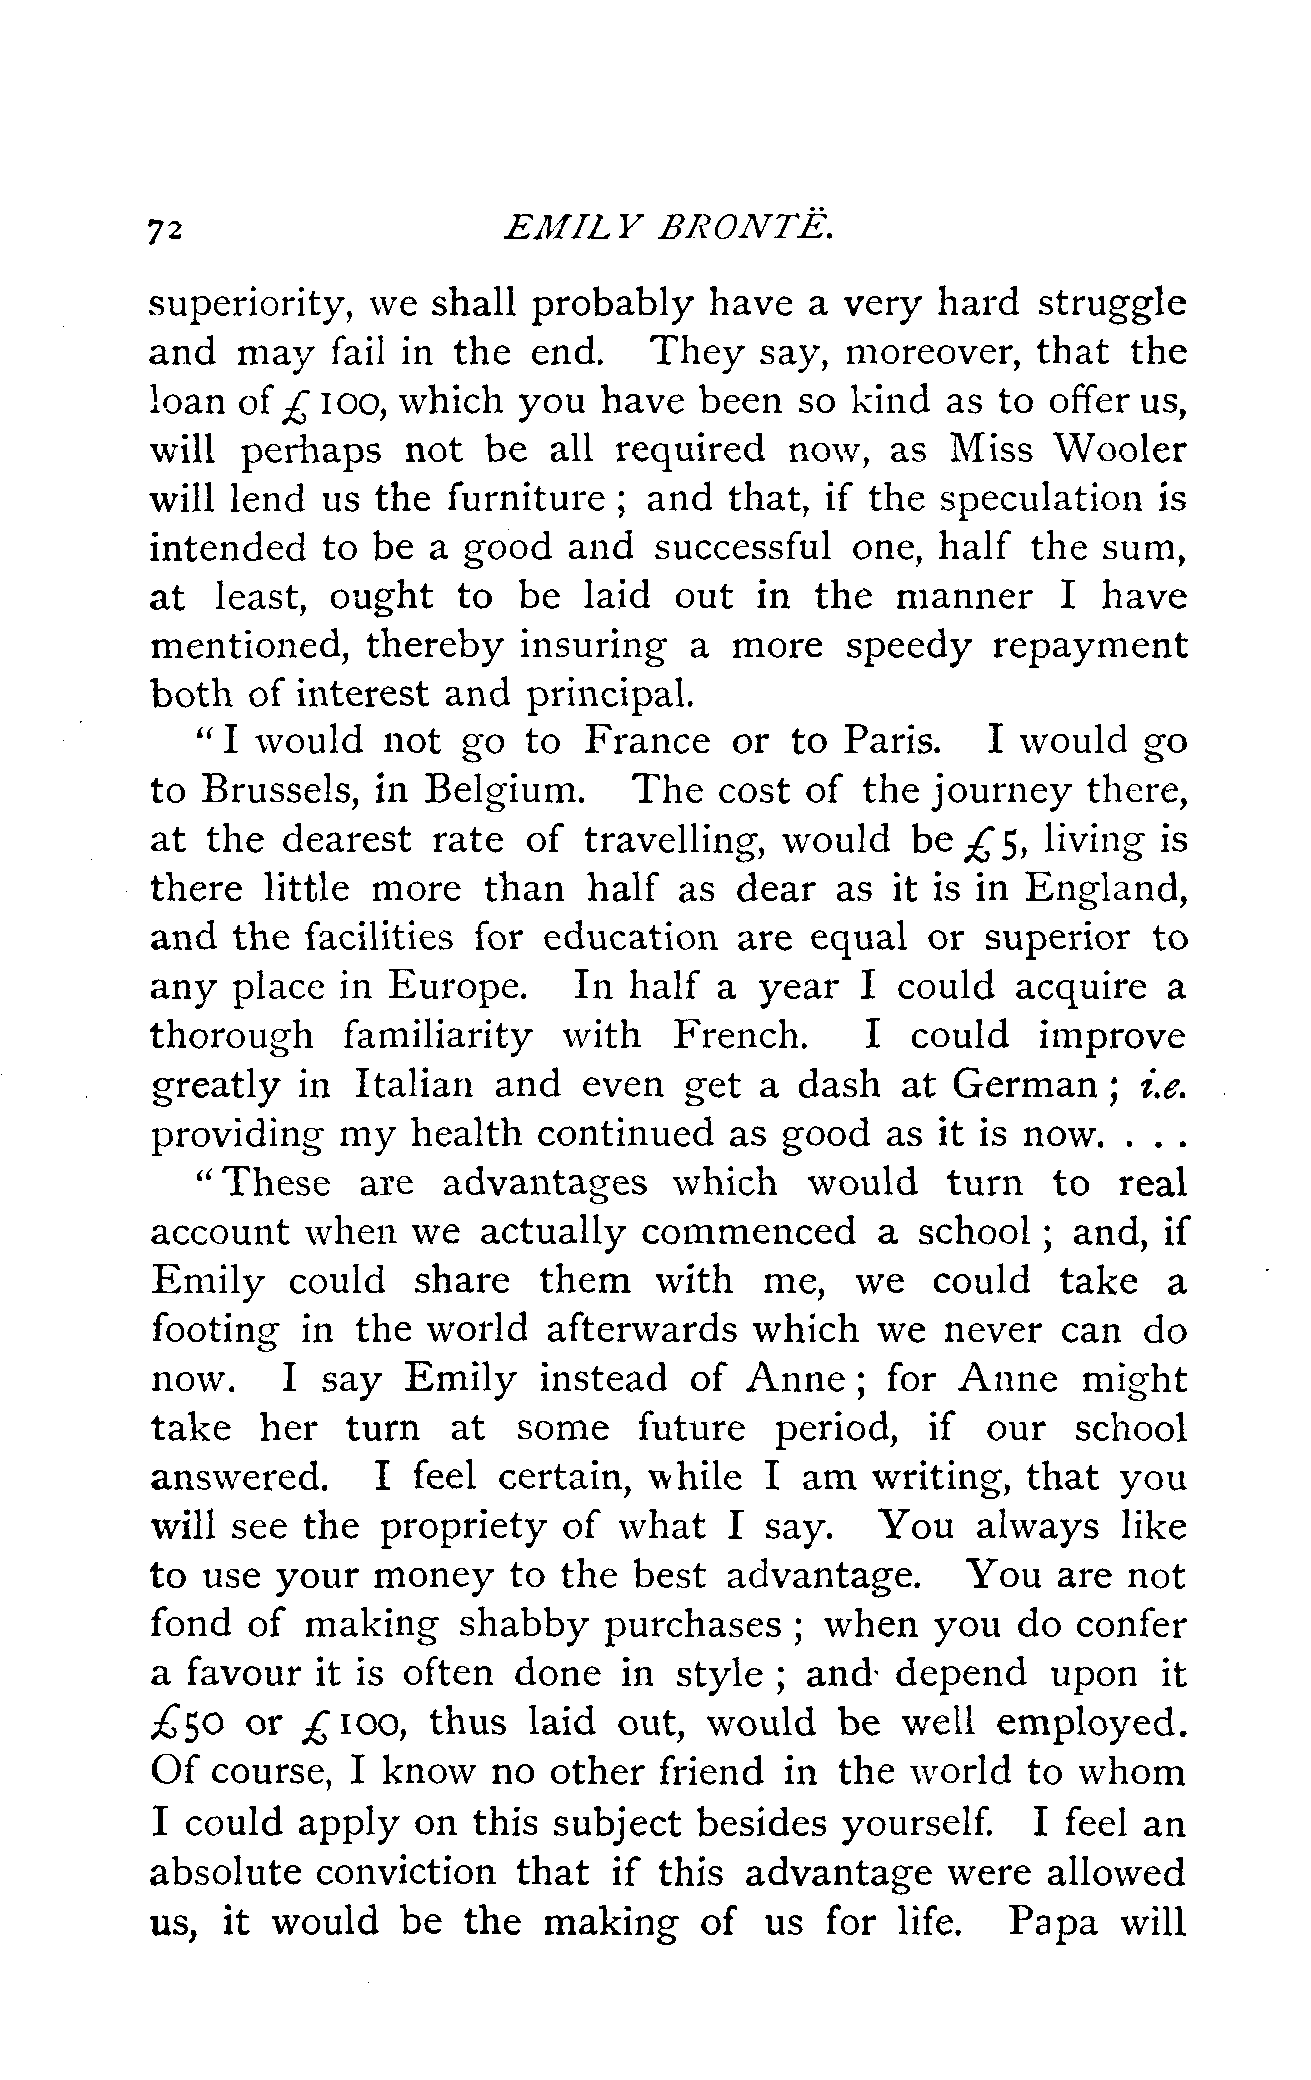 72 EMILY BRONTË.
superiority, we shall probably have a very hard struggle
and may fail in the end. They say, moreover, that the
loan of £100, which you have been so kind as to offer us,
will perhaps not be all required now, as Miss Wooler
will lend us the furniture ; and that, if the speculation is
intended to be a good and successful one, half the sum,
at least, ought to be laid out in the manner I have
mentioned, thereby insuring a more speedy repayment
both of interest and principal.
“ I would not go to France or to Paris. I would go
to Brussels, in Belgium. The cost of the journey there,
at the dearest rate of travelling, would be £5, living is
there little more than half as dear as it is in England,
and the facilities for education are equal or superior to
any place in Europe. In half a year I could acquire a
thorough familiarity with French. I could improve
greatly in Italian and even get a dash at German ; i.e.
providing my health continued as good as it is now. . . .
“ These are advantages which would turn to real
account when we actually commenced a school ; and, if
Emily could share them with me, we could take a
footing in the world afterwards which we never can do
now. I say Emily instead of Anne ; for Anne might
take her turn at some future period, if our school
answered. I feel certain, while I am writing, that you
will see the propriety of what I say. You always like
to use your money to the best advantage. You are not
fond of making shabby purchases ; when you do confer
a favour it is often done in style ; and depend upon it
£50 or £100, thus laid out, would be well employed.
Of course, I know no other friend in the world to whom
I could apply on this subject besides yourself. I feel an
absolute conviction that if this advantage were allowed
us, it would be the making of us for life. Papa will